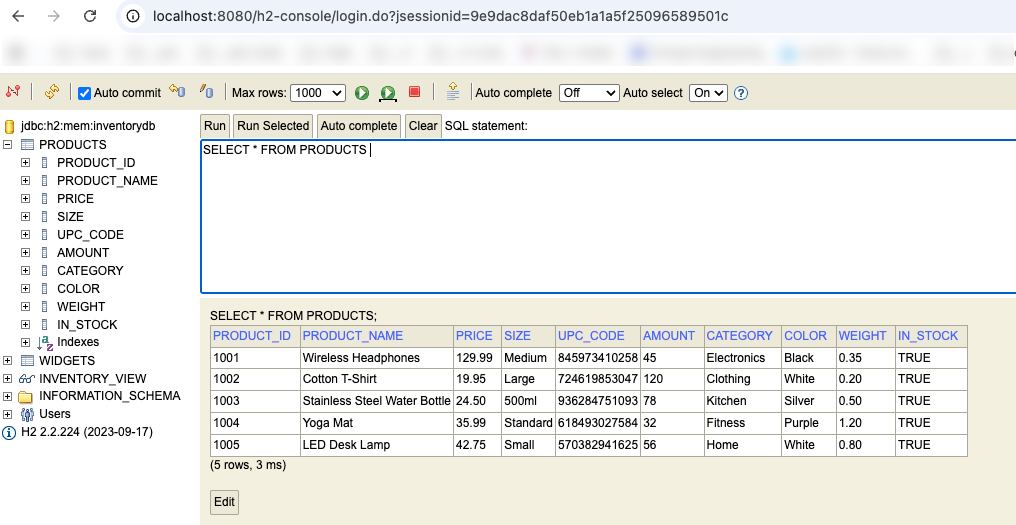 localhost:8080/h2-console/login.do?jsessionid=9e9dac8daf50eb1a1a5f25096589501c
Auto commit Max rows: 1000 Auto complete Off Auto select On ?
jdbc:h2:mem:inventorydb
PRODUCTS
PRODUCT_ID
PRODUCT_NAME
PRICE
SIZE
UPC_CODE
AMOUNT
CATEGORY
COLOR
WEIGHT
IN_STOCK
Indexes
WIDGETS
INVENTORY_VIEW
INFORMATION_SCHEMA
Users
H2 2.2.224 (2023-09-17)
Run Run Selected Auto complete Clear SQL statement:
SELECT * FROM PRODUCTS
SELECT * FROM PRODUCTS;
PRODUCT_ID PRODUCT_NAME PRICE SIZE UPC_CODE AMOUNT CATEGORY COLOR WEIGHT IN_STOCK
1001 Wireless Headphones 129.99 Medium 845973410258 45 Electronics Black 0.35 TRUE
1002 Cotton T-Shirt 19.95 Large 724619853047 120 Clothing White 0.20 TRUE
1003 Stainless Steel Water Bottle 24.50 500ml 936284751093 78 Kitchen Silver 0.50 TRUE
1004 Yoga Mat 35.99 Standard 618493027584 32 Fitness Purple 1.20 TRUE
1005 LED Desk Lamp 42.75 Small 570382941625 56 Home White 0.80 TRUE
(5 rows, 3 ms)
Edit